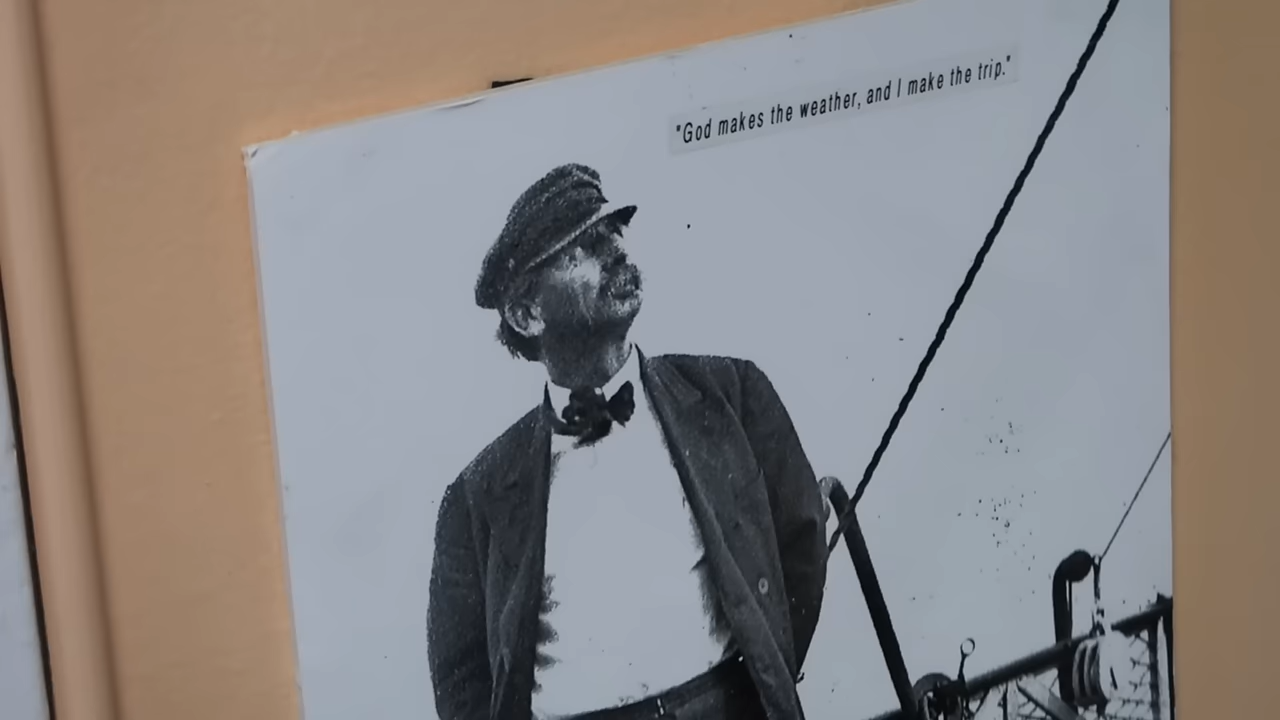 "God makes the weather, and I make the trip."